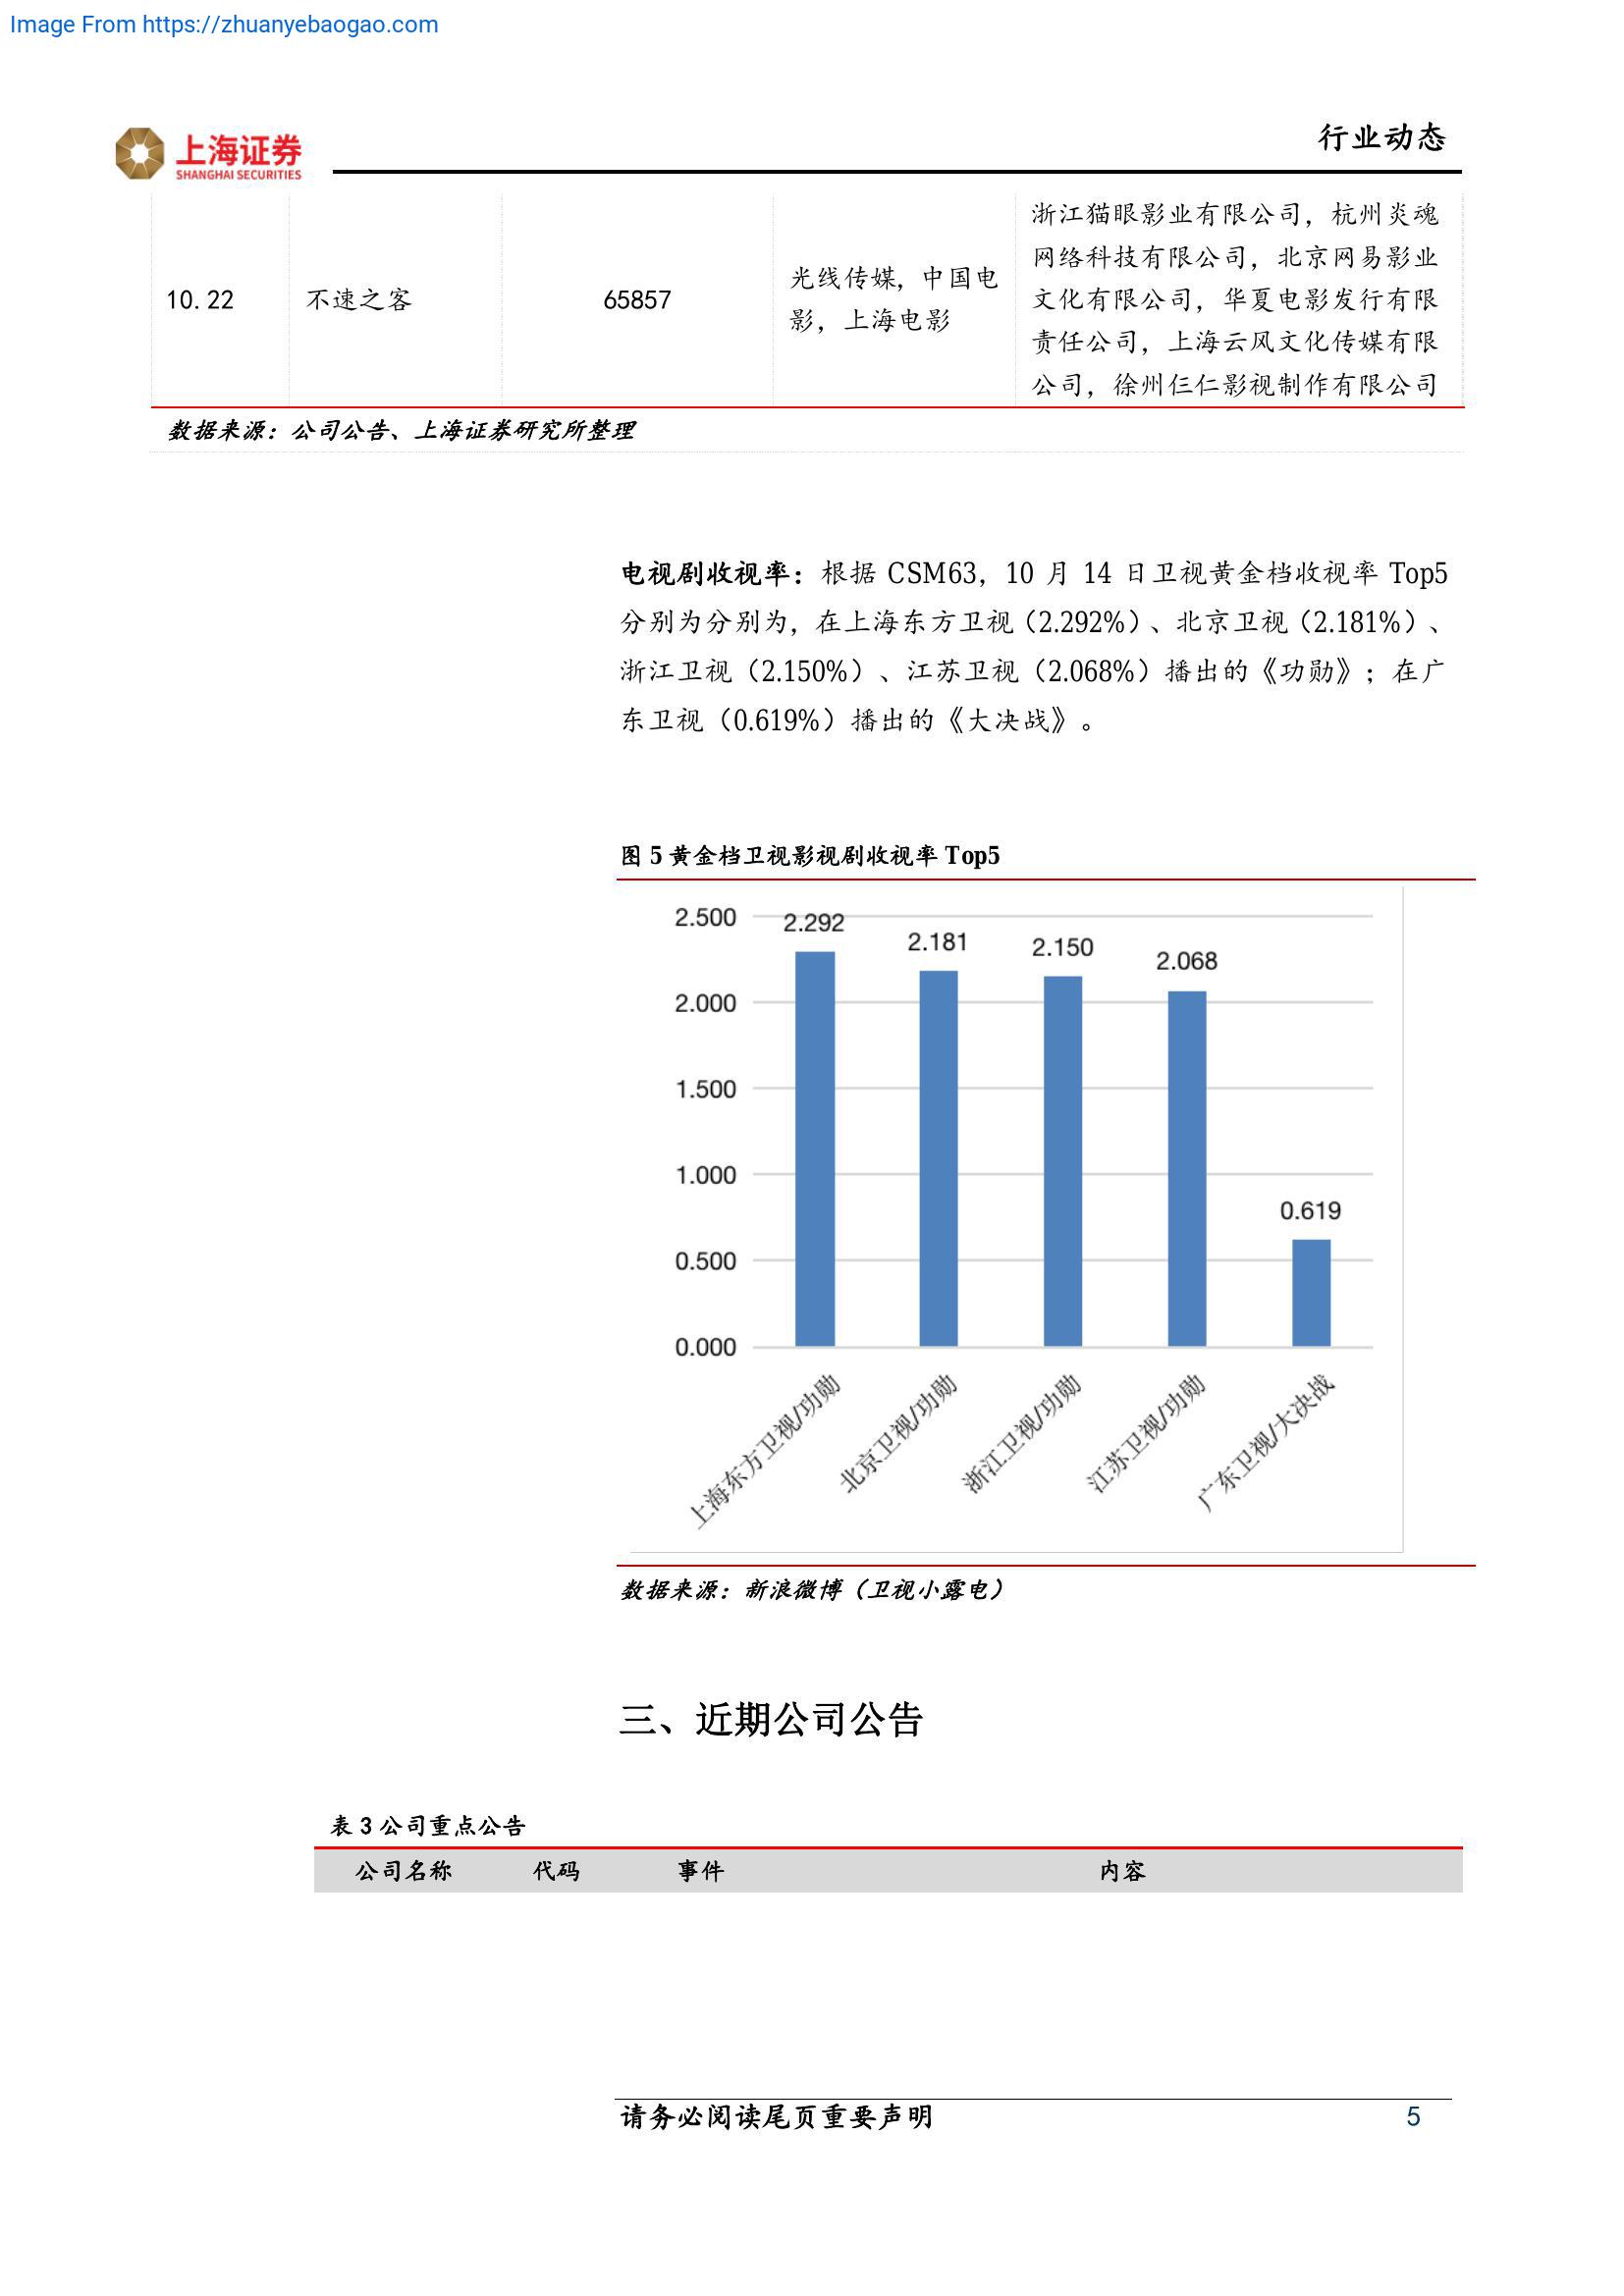 Image From https://zhuanyebaogao.com
上海证券
SHANGHAI SECURITIES
行业动态
10.22
不速之客
65857
光线传媒，中国电
影，上海电影
浙江猫眼影业有限公司，杭州炎魂
网络科技有限公司，北京网易影业
文化有限公司，华夏电影发行有限
责任公司，上海云风文化传媒有限
公司，徐州仨仁影视制作有限公司
数据来源：公司公告、上海证券研究所整理
电视剧收视率：根据 CSM63，10 月 14 日卫视黄金档收视率 Top5
分别为分别为，在上海东方卫视（2.292%）、北京卫视（2.181%）、
浙江卫视（2.150%）、江苏卫视（2.068%）播出的《功勋》；在广
东卫视（0.619%）播出的《大决战》。
图 5 黄金档卫视影视剧收视率 Top5
2.500
2.000
1.500
1.000
0.500
0.000
2.292
2.181
2.150
2.068
0.619
上海东方卫视/功勋
北京卫视/功勋
浙江卫视/功勋
江苏卫视/功勋
广东卫视/大决战
数据来源：新浪微博（卫视小露电）
三、近期公司公告
表 3 公司重点公告
公司名称 代码 事件 内容
请务必阅读尾页重要声明
5